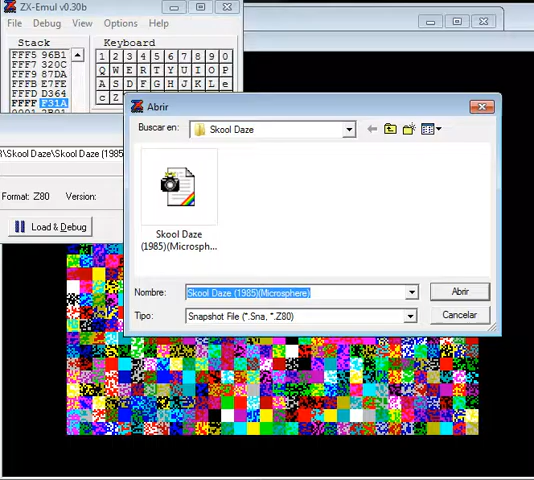 ZX-Emul v0.30b
File Debug View Options Help
Stack
FFF5 96B1
FFF7 320C
FFF9 87DA
FFFB E7FE
FFFD D364
FFFF F31A
Keyboard
1 2 3 4 5 6 7 8 9 0
Q W E R T Y U I O P
A S D F G H J K L e
c Z
Abrir
Buscar en: Skool Daze
\Skool Daze\Skool Daze (1985)
Format: Z80 Version:
Load & Debug
Skool Daze
(1985)(Microsph...
Nombre: Skool Daze (1985)(Microsphere)
Abrir
Tipo: Snapshot File (*.Sna, *.Z80)
Cancelar